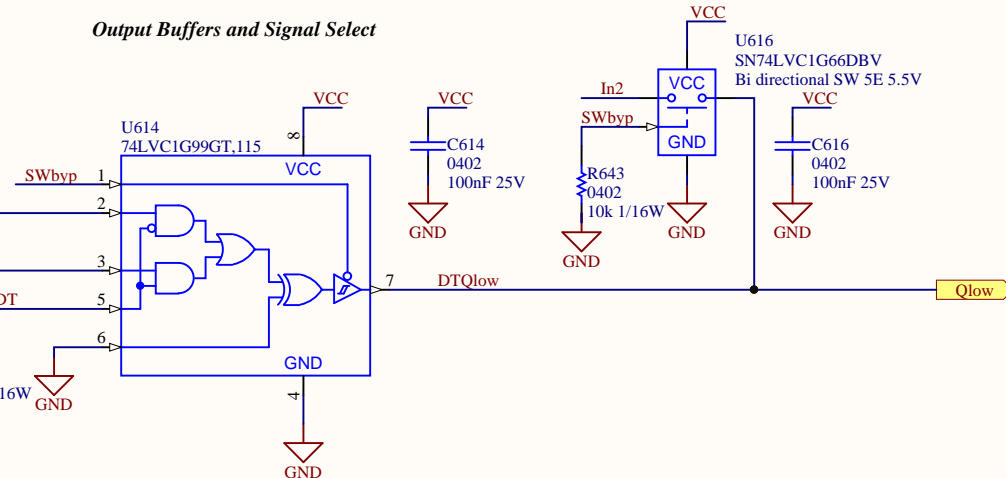 Output Buffers and Signal Select
VCC
U616
SN74LVC1G66DBV
Bi directional SW 5E 5.5V
VCC
In2
SWbyp
GND
VCC
C616
0402
100nF 25V
GND
R643
0402
10k 1/16W
GND
GND
VCC
C614
0402
100nF 25V
GND
VCC
U614
74LVC1G99GT,115
8
VCC
SWbyp
1
2
3
DT
5
6
7
DTQlow
Qlow
GND
4
16W
GND
GND